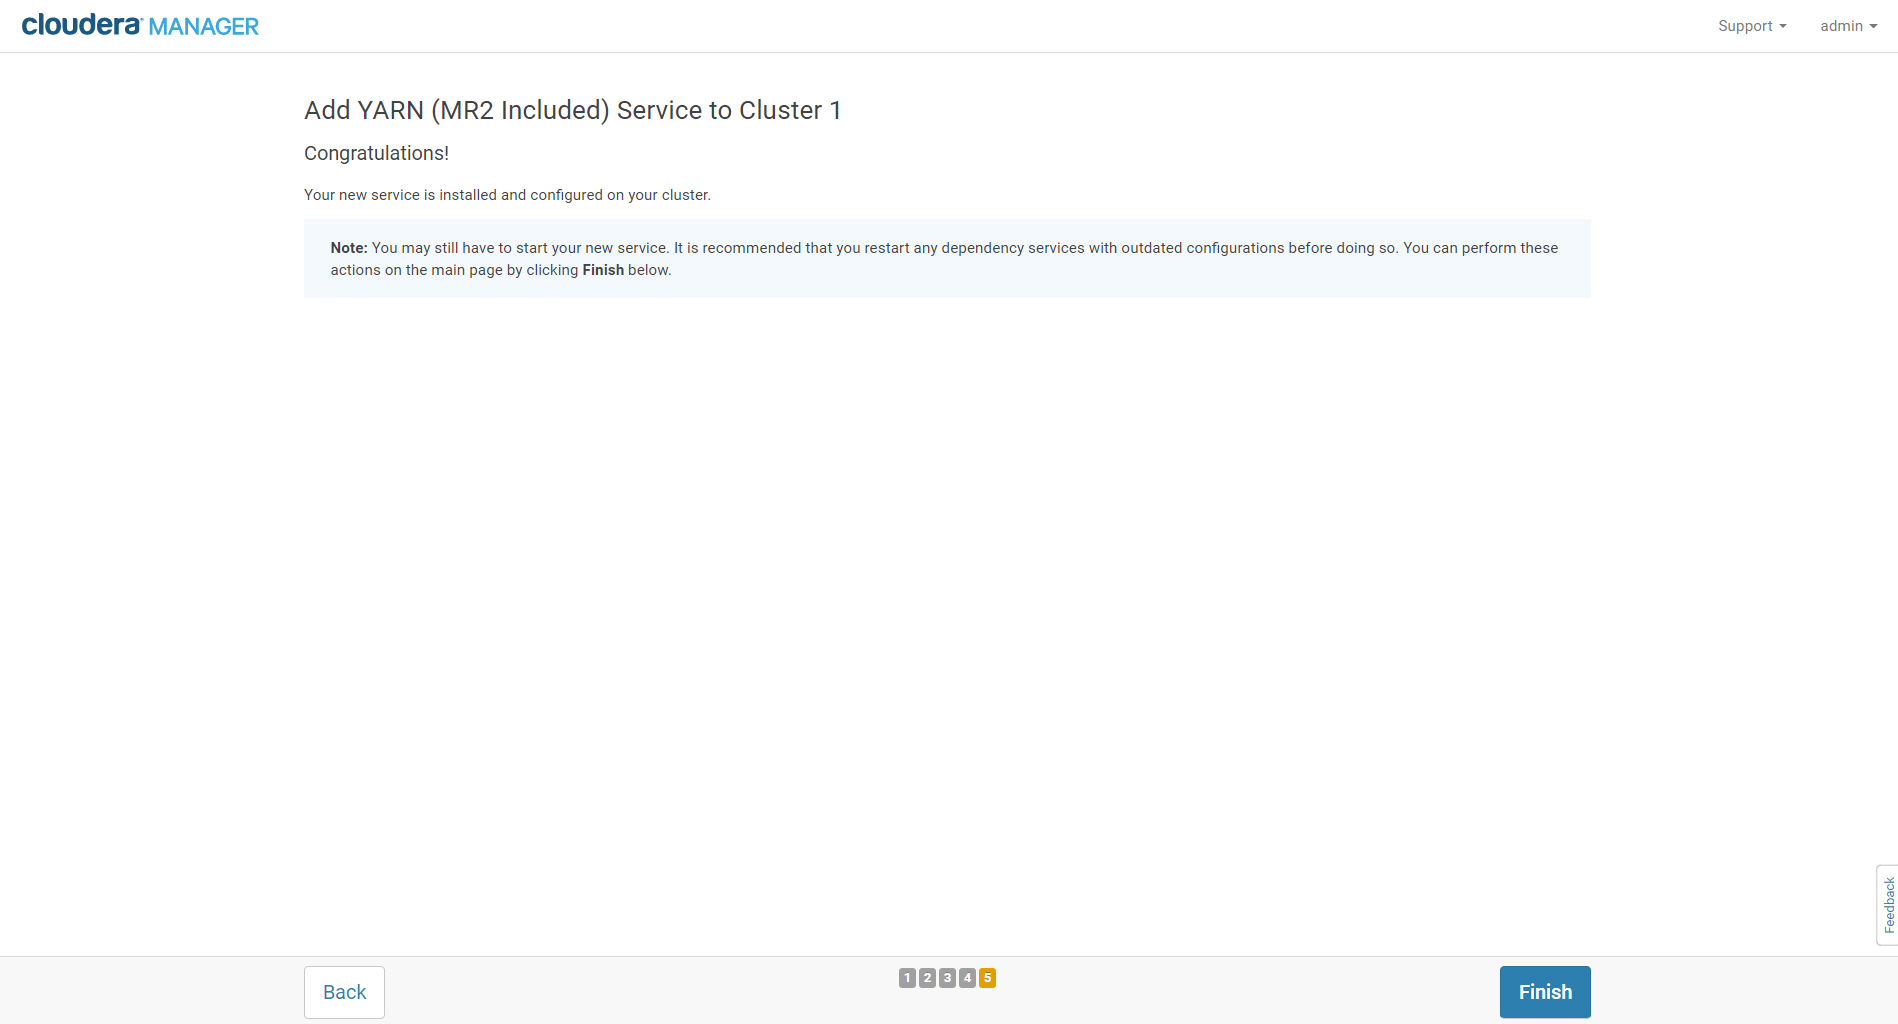 cloudera MANAGER
Support
admin
Add YARN (MR2 Included) Service to Cluster 1
Congratulations!
Your new service is installed and configured on your cluster.
Note: You may still have to start your new service. It is recommended that you restart any dependency services with outdated configurations before doing so. You can perform these
actions on the main page by clicking Finish below.
Feedback
Back
1 2 3 4 5
Finish